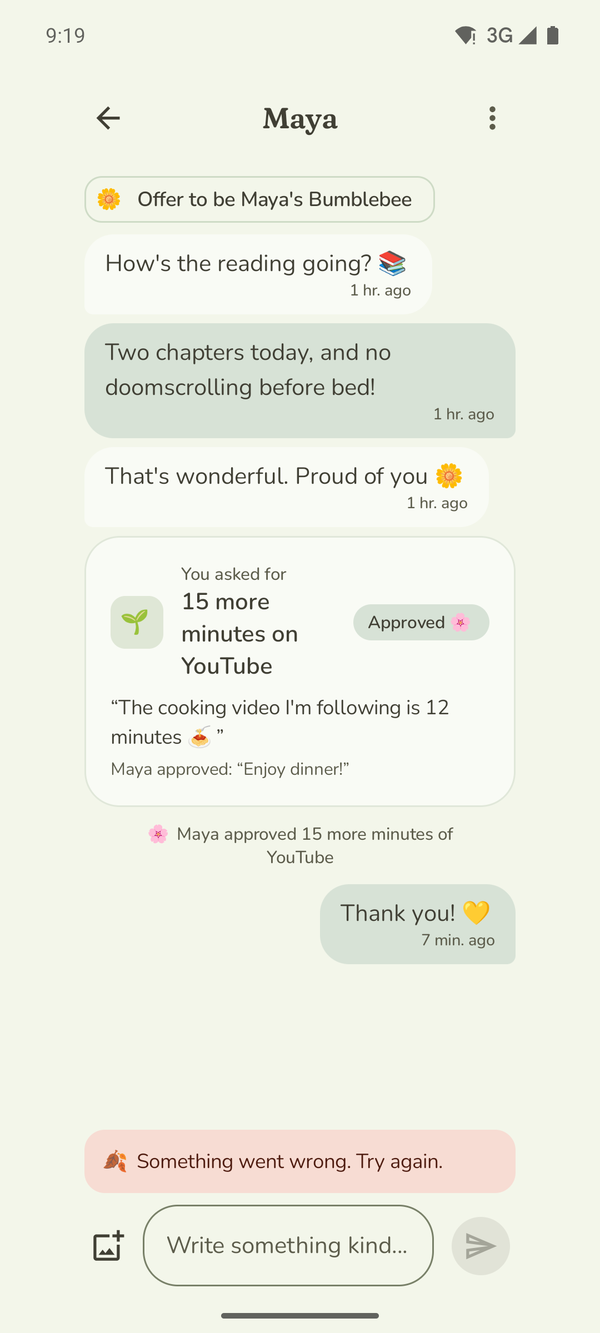 9:19
3G
Maya
🌼 Offer to be Maya's Bumblebee
How's the reading going? 📚
1 hr. ago
Two chapters today, and no
doomscrolling before bed!
1 hr. ago
That's wonderful. Proud of you 🌼
1 hr. ago
You asked for
15 more
minutes on
YouTube
Approved 🌸
“The cooking video I'm following is 12
minutes 🍝 ”
Maya approved: “Enjoy dinner!”
🌸 Maya approved 15 more minutes of
YouTube
Thank you! 💛
7 min. ago
🍂 Something went wrong. Try again.
Write something kind...